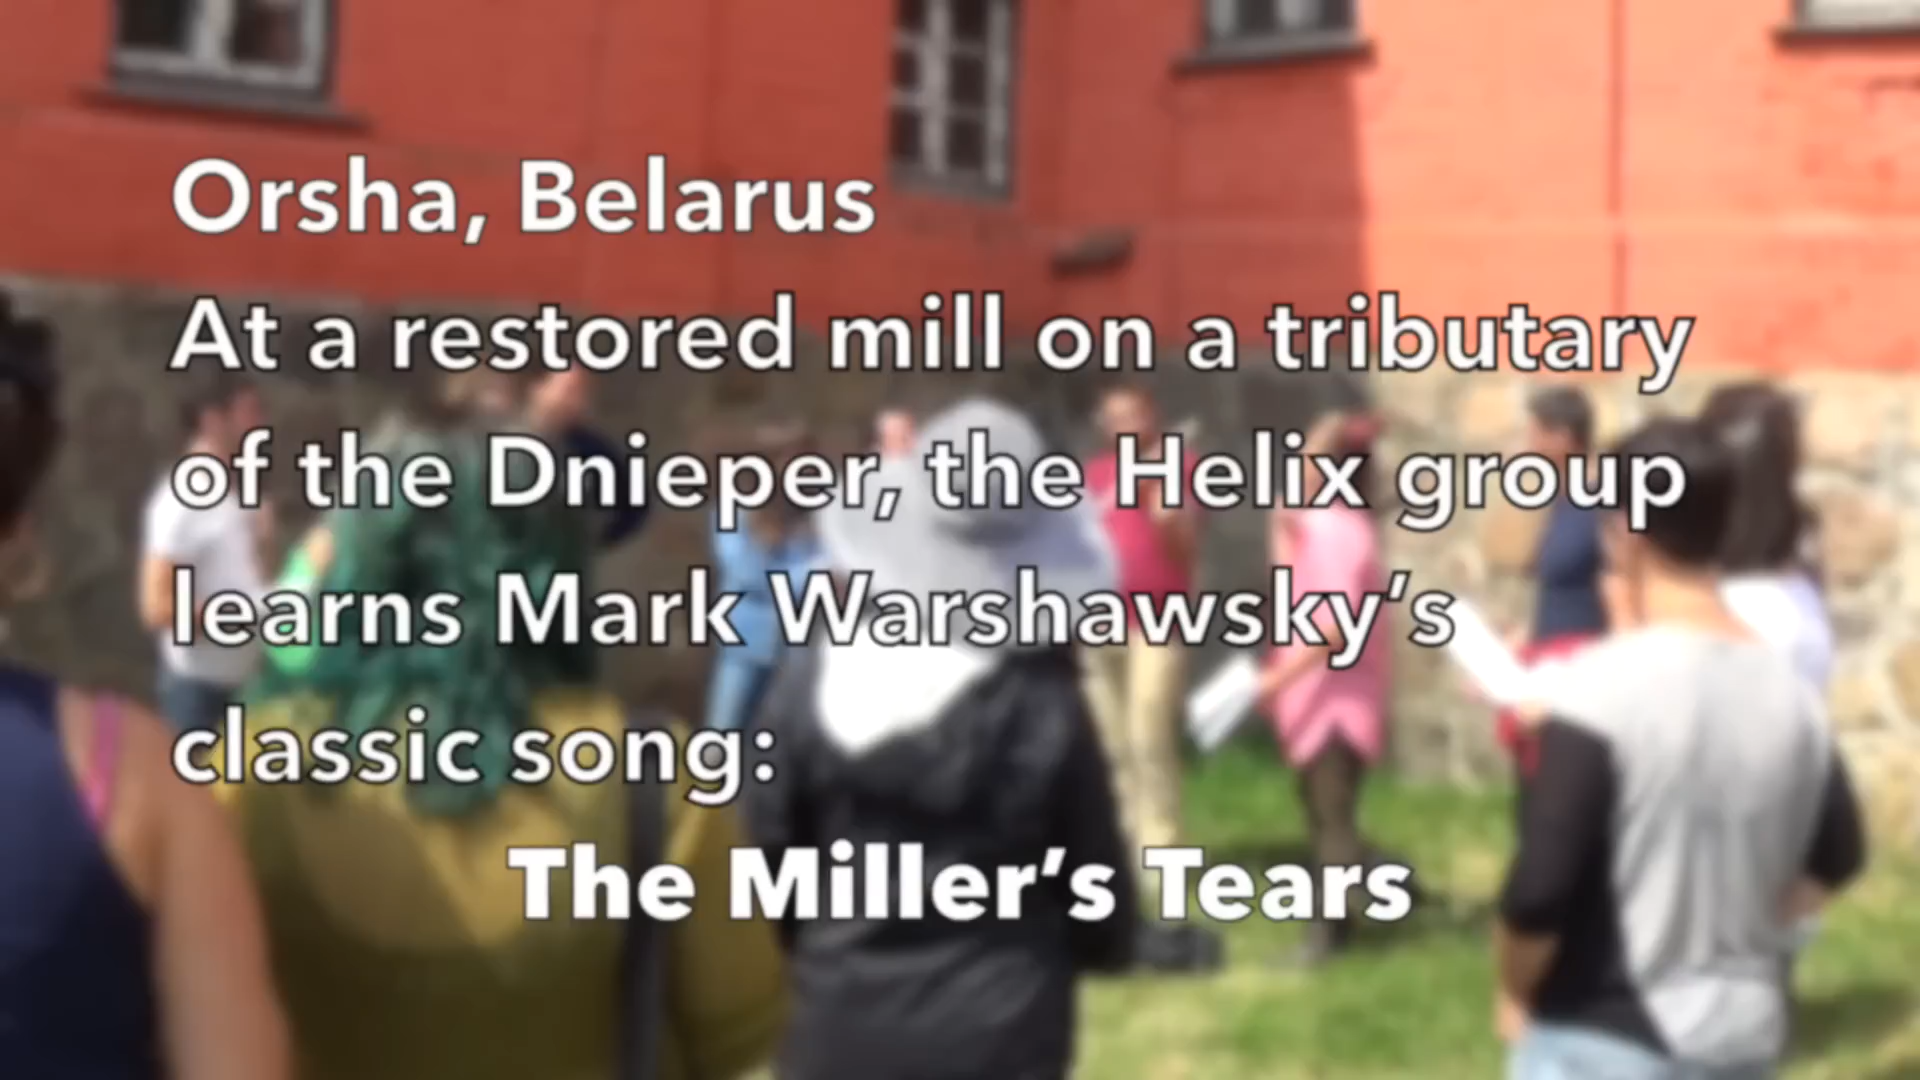 Orsha, Belarus
At a restored mill on a tributary
of the Dnieper, the Helix group
learns Mark Warshawsky’s
classic song:
The Miller’s Tears